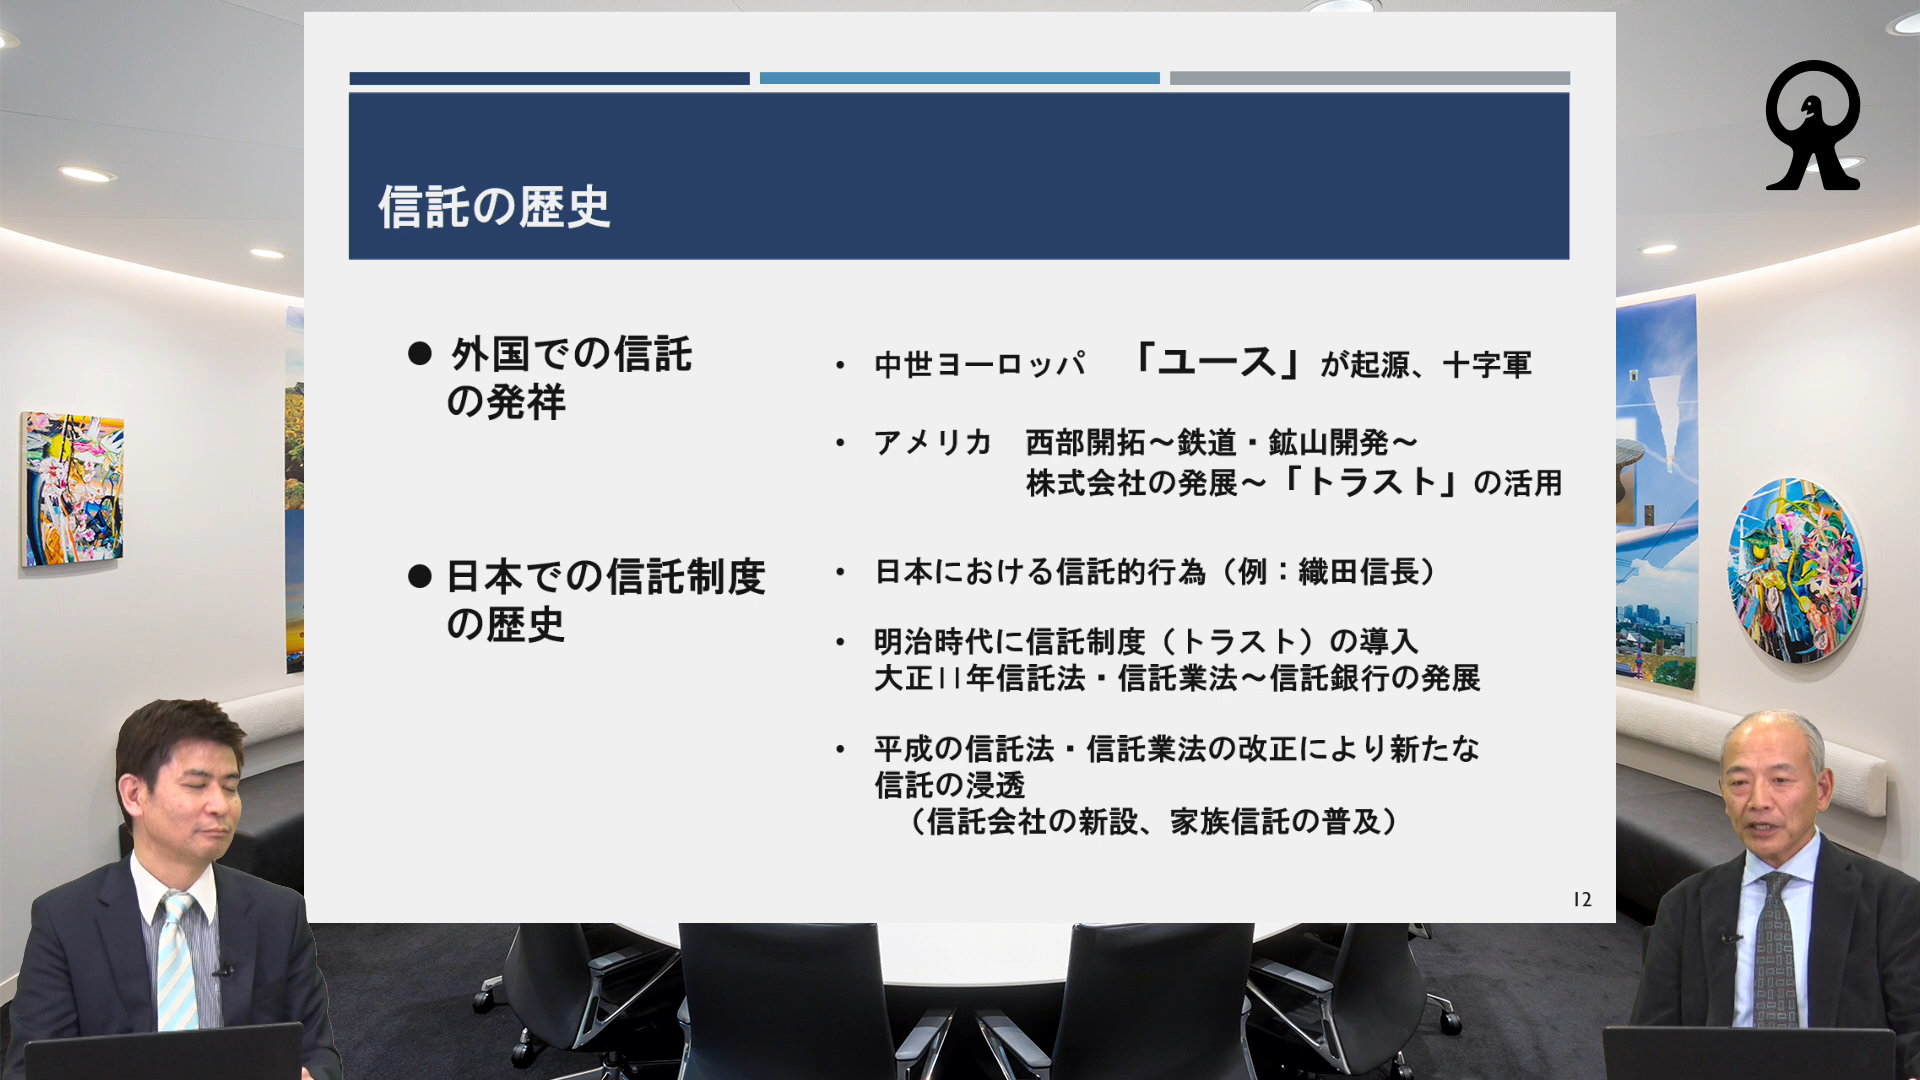 信託の歴史
● 外国での信託
の発祥
• 中世ヨーロッパ 「ユース」が起源、十字軍
• アメリカ 西部開拓～鉄道・鉱山開発～
株式会社の発展～「トラスト」の活用
● 日本での信託制度
の歴史
• 日本における信託的行為（例：織田信長）
• 明治時代に信託制度（トラスト）の導入
大正11年信託法・信託業法～信託銀行の発展
• 平成の信託法・信託業法の改正により新たな
信託の浸透
（信託会社の新設、家族信託の普及）
12